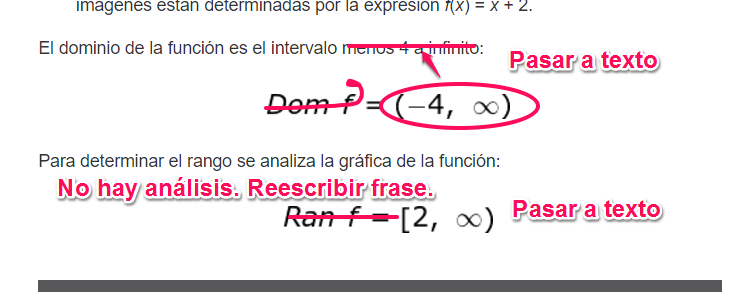 imágenes están determinadas por la expresión f(x) = x + 2.
El dominio de la función es el intervalo menos 4 a infinito:
Pasar a texto
Dom f = (−4, ∞)
Para determinar el rango se analiza la gráfica de la función:
No hay análisis. Reescribir frase.
Ran f = [2, ∞) Pasar a texto